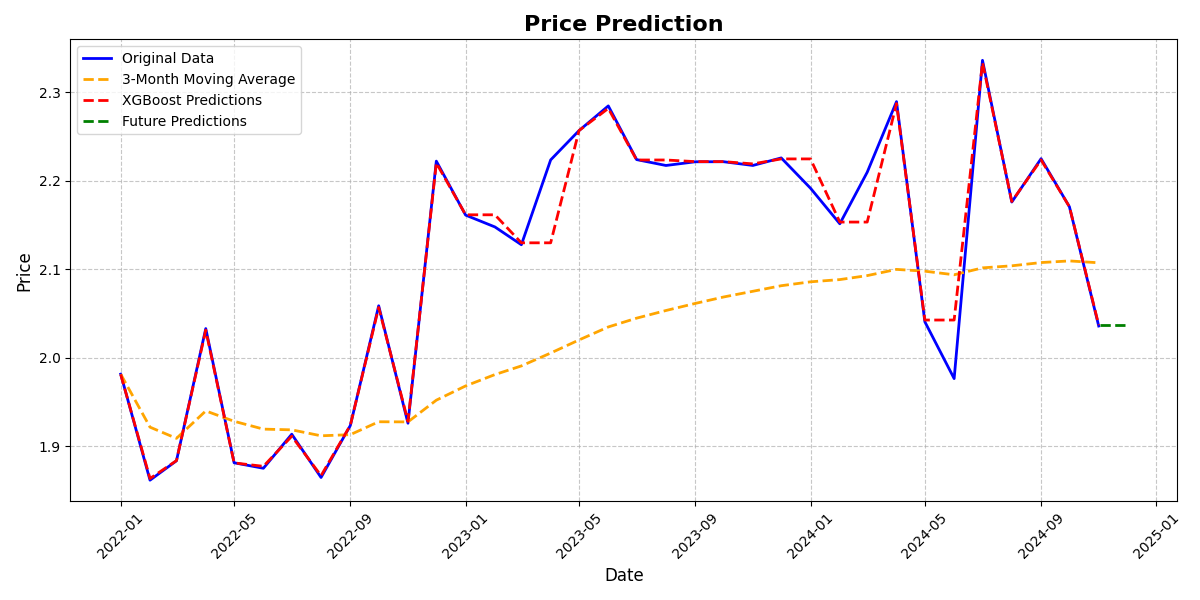 Price Prediction
Original Data
3-Month Moving Average
XGBoost Predictions
Future Predictions
Price
2.3
2.2
2.1
2.0
1.9
2022-01
2022-05
2022-09
2023-01
2023-05
2023-09
2024-01
2024-05
2024-09
2025-01
Date